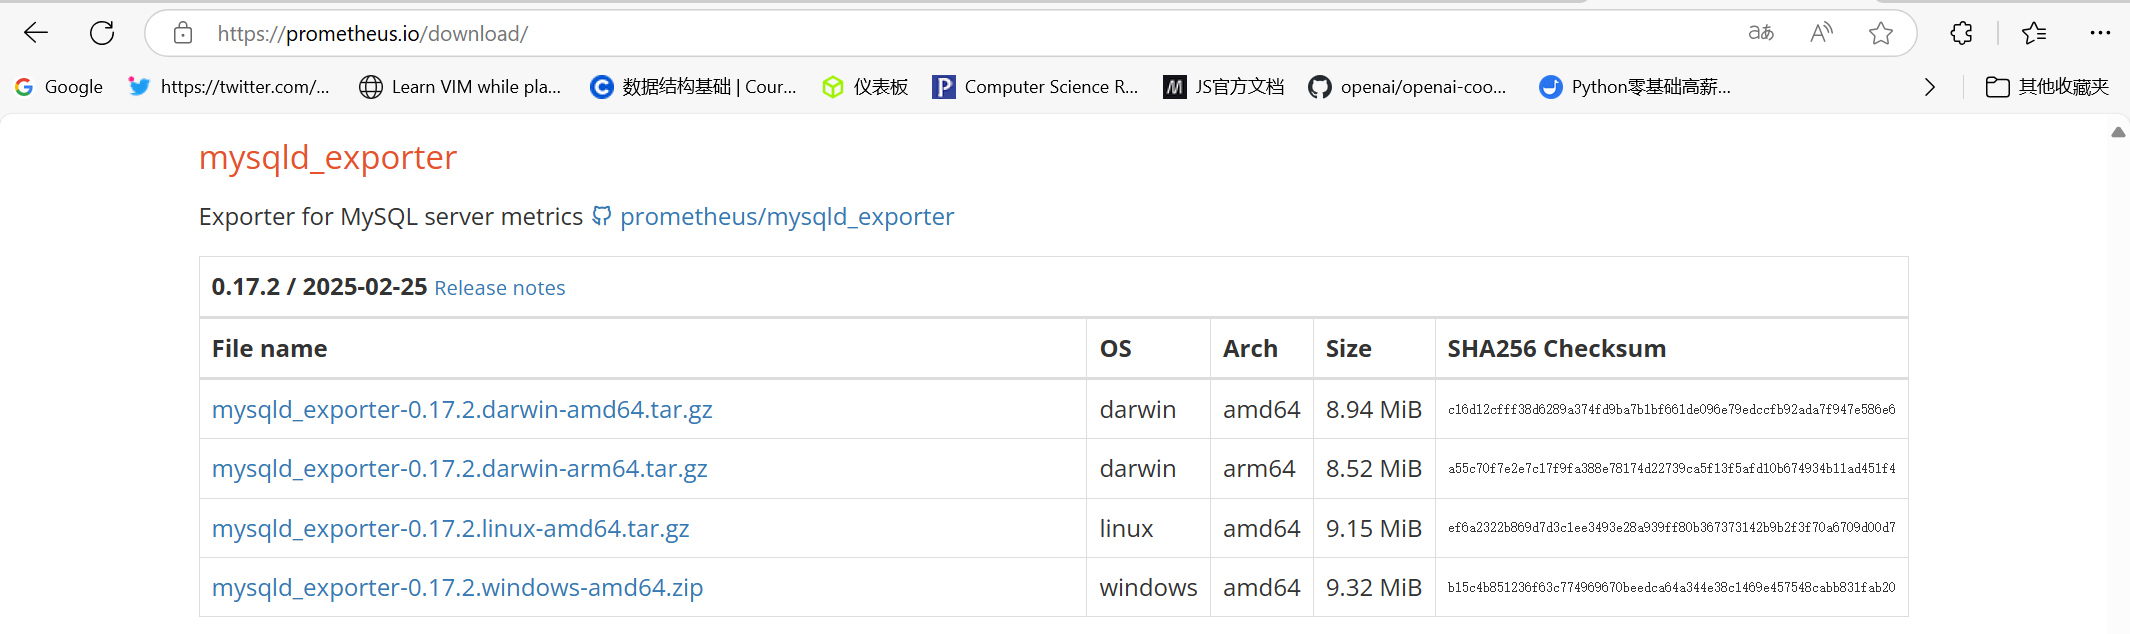 https://prometheus.io/download/
Google https://twitter.com/... Learn VIM while pla... 数据结构基础 | Cour... 仪表板 Computer Science R... JS官方文档 openai/openai-coo... Python零基础高薪... 其他收藏夹
mysqld_exporter
Exporter for MySQL server metrics prometheus/mysqld_exporter
0.17.2 / 2025-02-25 Release notes
File name OS Arch Size SHA256 Checksum
mysqld_exporter-0.17.2.darwin-amd64.tar.gz darwin amd64 8.94 MiB c16d12cfff38d6289a374fd9ba7b1bf661de096e79edccfb92ada7f947e586e6
mysqld_exporter-0.17.2.darwin-arm64.tar.gz darwin arm64 8.52 MiB a55c70f7e2e7c17f9fa388e78174d22739ca5f13f5afd10b674934b11ad451f4
mysqld_exporter-0.17.2.linux-amd64.tar.gz linux amd64 9.15 MiB ef6a2322b869d7d3c1ee3493e28a939ff80b367373142b9b2f3f70a6709d00d7
mysqld_exporter-0.17.2.windows-amd64.zip windows amd64 9.32 MiB b15c4b851236f63c774969670beedca64a344e38c1469e457548cabb831fab20